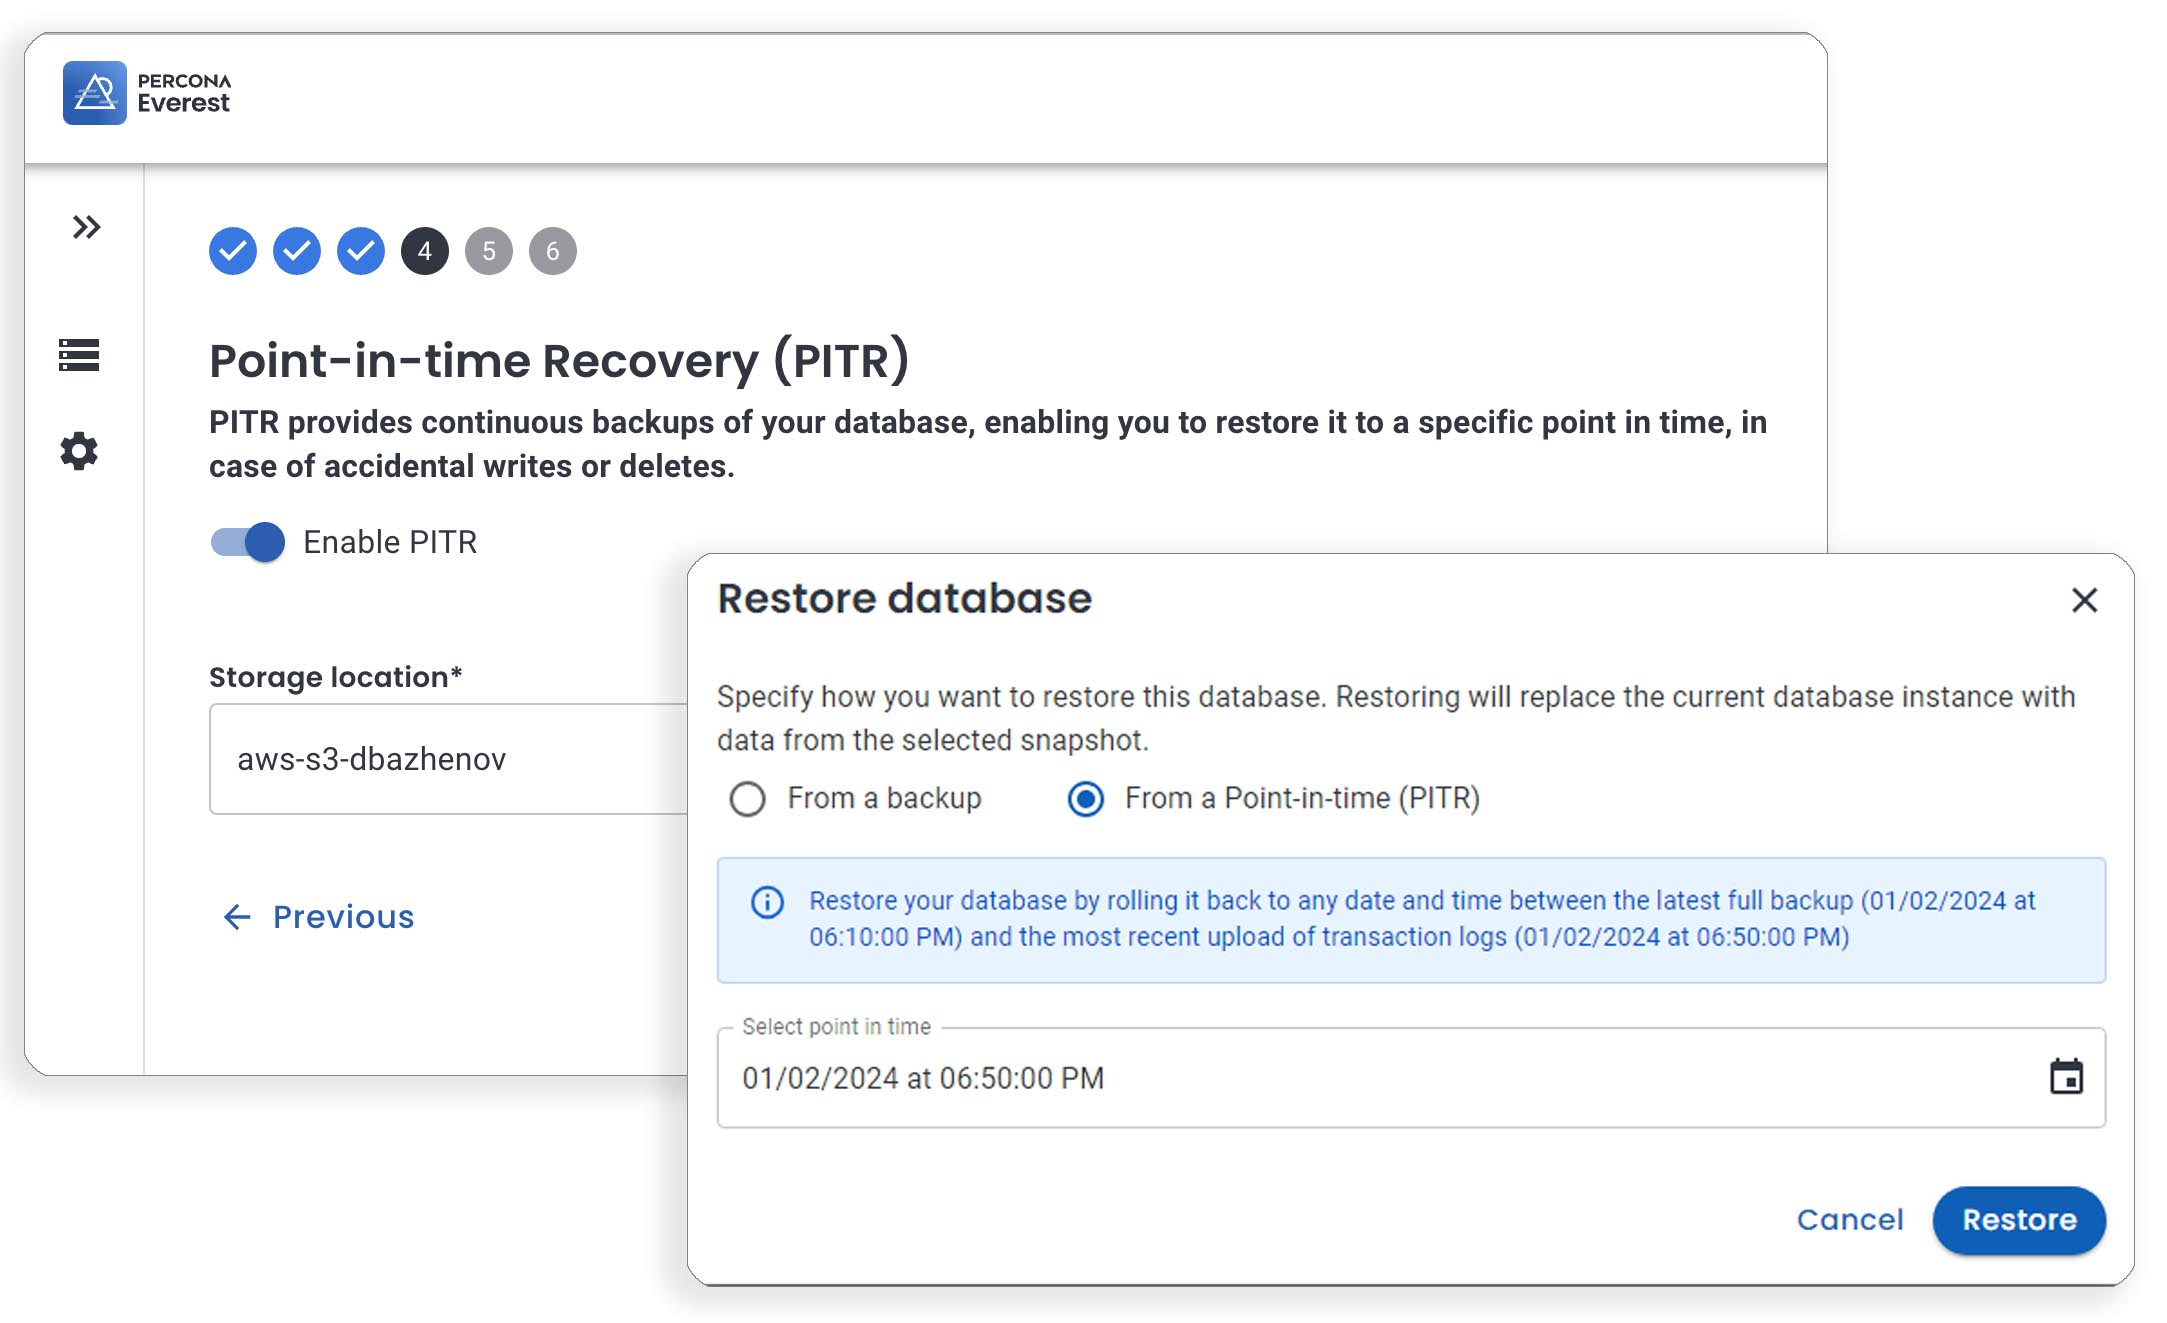 PERCONA
Everest
4 5 6
Point-in-time Recovery (PITR)
PITR provides continuous backups of your database, enabling you to restore it to a specific point in time, in
case of accidental writes or deletes.
Enable PITR
Storage location*
aws-s3-dbazhenov
Previous
Restore database
Specify how you want to restore this database. Restoring will replace the current database instance with
data from the selected snapshot.
From a backup From a Point-in-time (PITR)
Restore your database by rolling it back to any date and time between the latest full backup (01/02/2024 at
06:10:00 PM) and the most recent upload of transaction logs (01/02/2024 at 06:50:00 PM)
Select point in time
01/02/2024 at 06:50:00 PM
Cancel Restore